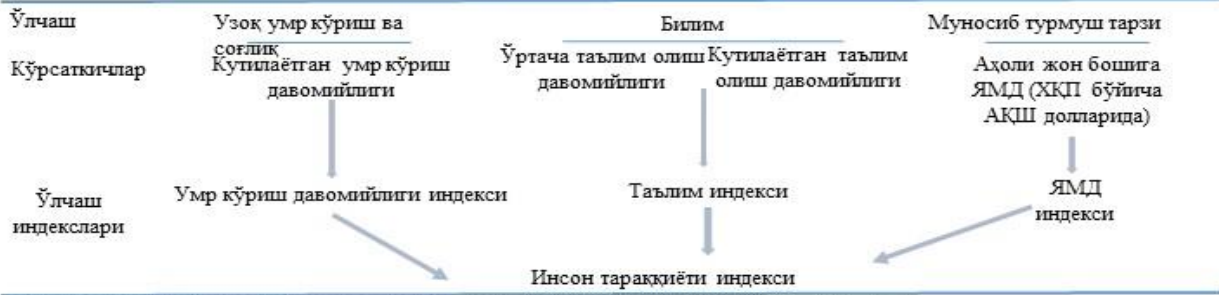 Ўлчаш
Узоқ умр кўриш ва
соғлиқ
Билим
Муносиб турмуш тарзи
Кўрсаткичлар
Кутилаётган умр кўриш
давомийлиги
Ўртача таълим олиш
давомийлиги
Кутилаётган таълим
олиш давомийлиги
Аҳоли жон бошига
ЯМД (ХҚП бўйича
АҚШ долларида)
Ўлчаш
индекслари
Умр кўриш давомийлиги индекси
Таълим индекси
ЯМД
индекси
Инсон тараққиёти индекси